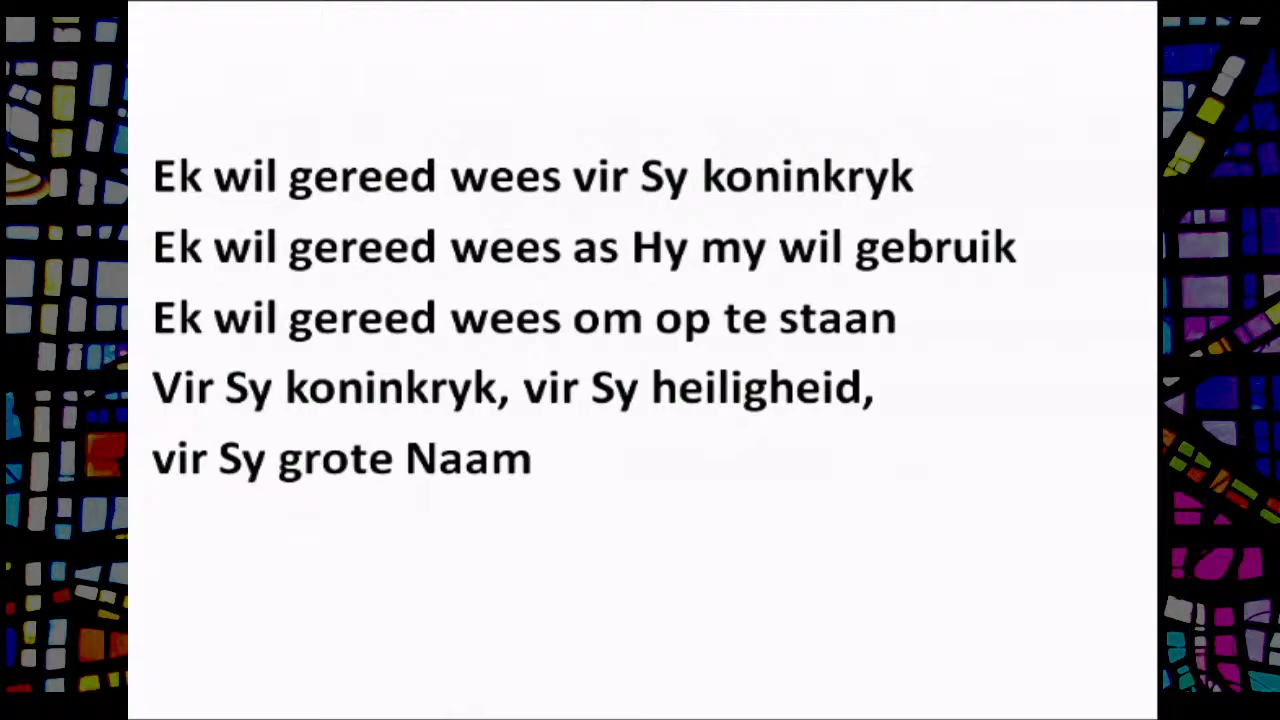 Ek wil gereed wees vir Sy koninkryk
Ek wil gereed wees as Hy my wil gebruik
Ek wil gereed wees om op te staan
Vir Sy koninkryk, vir Sy heiligheid,
vir Sy grote Naam